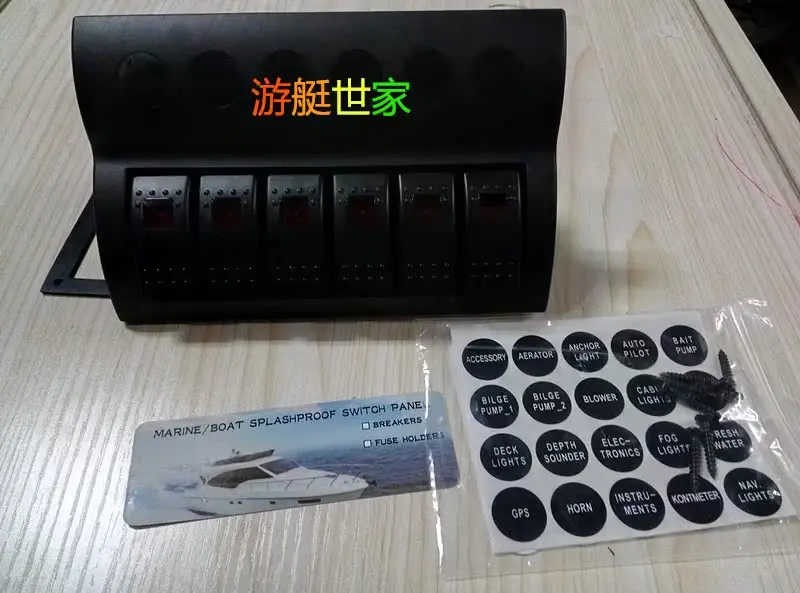 游艇世家
MARINE/BOAT SPLASHPROOF SWITCH PANEL
BREAKERS
FUSE HOLDERS
ACCESSORY
AERATOR
ANCHOR
LIGHT
AUTO
PILOT
BAIT
PUMP
BILGE
PUMP_1
BILGE
PUMP_2
BLOWER
CABIN
LIGHTS
DECK
LIGHTS
DEPTH
SOUNDER
ELEC-
TRONICS
FOG
LIGHTS
FRESH
WATER
GPS
HORN
INSTRU-
MENTS
KONTMETER
NAV.
LIGHTS